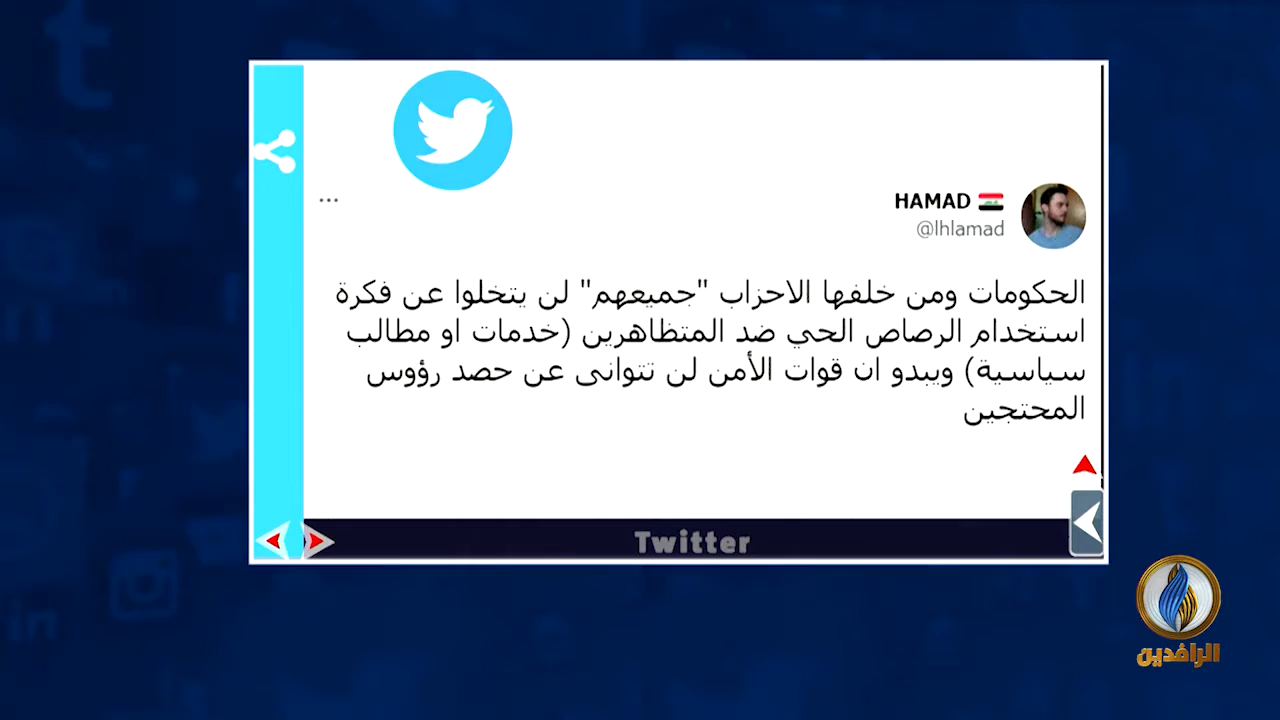 HAMAD
@lhlamad
الحكومات ومن خلفها الاحزاب "جميعهم" لن يتخلوا عن فكرة
استخدام الرصاص الحي ضد المتظاهرين (خدمات او مطالب
سياسية) ويبدو ان قوات الأمن لن تتوانى عن حصد رؤوس
المحتجين
Twitter
الرافدين